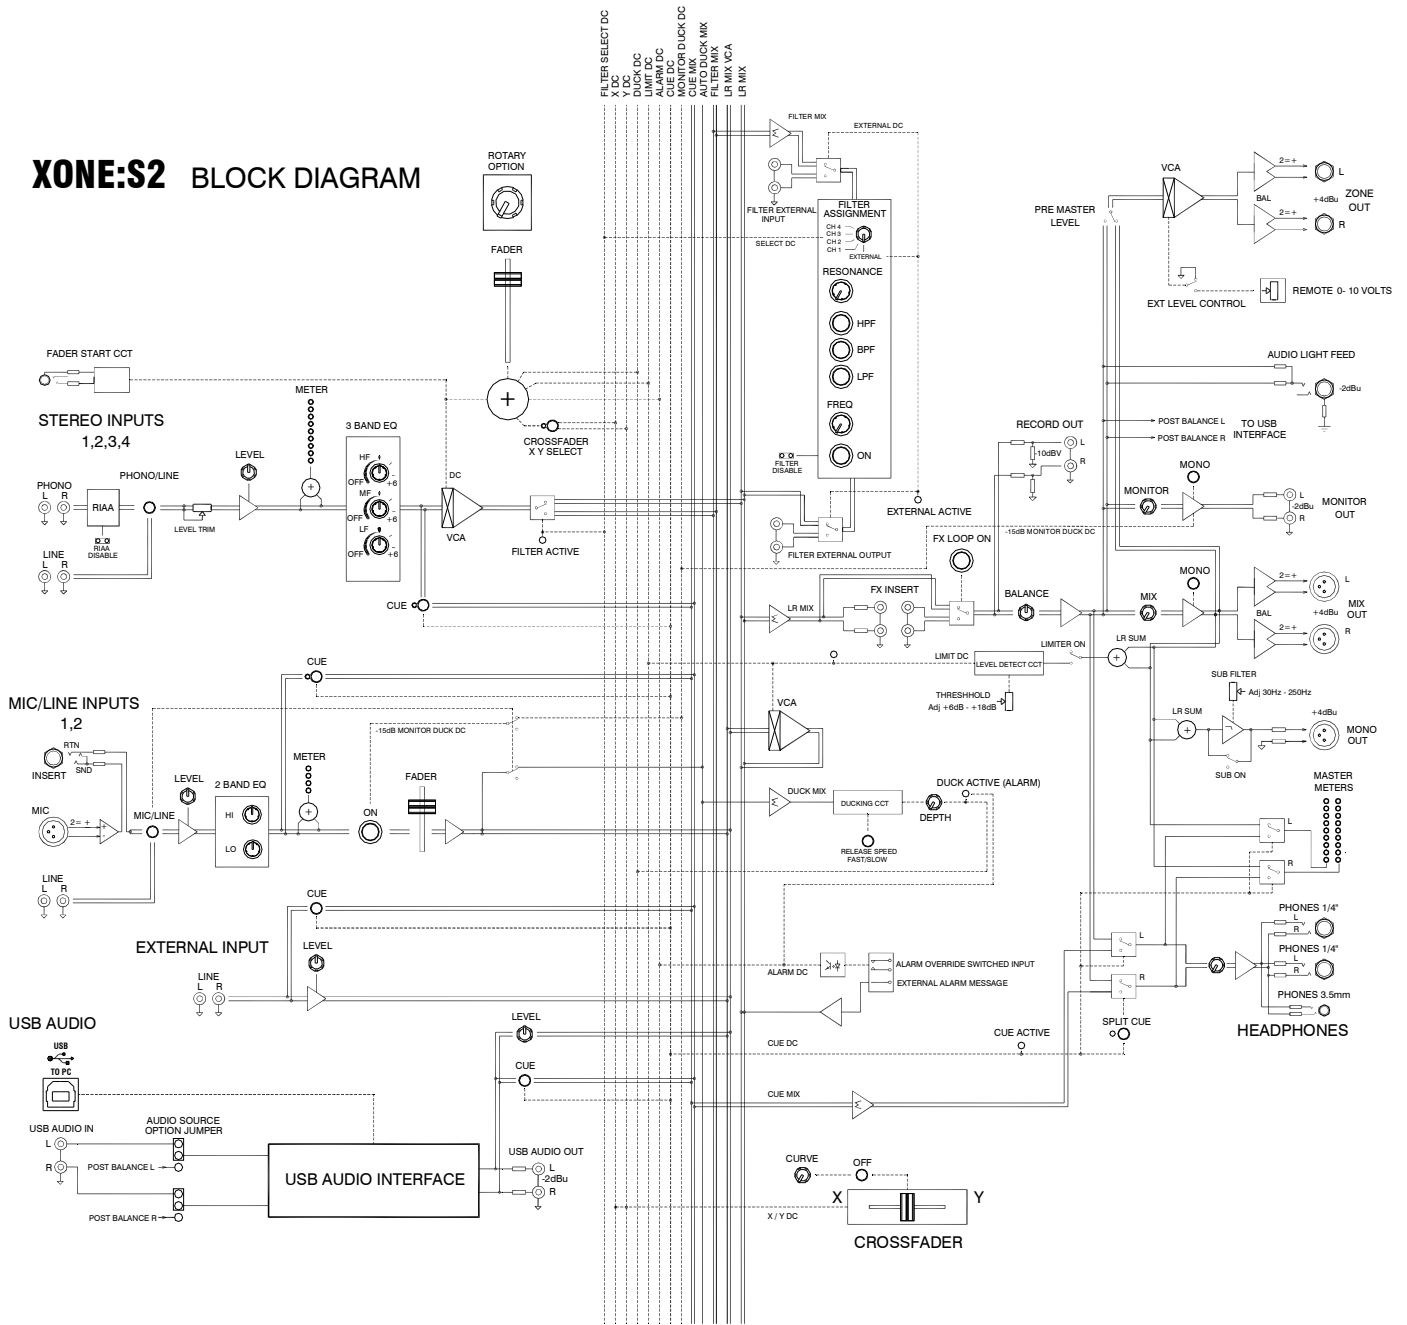 XONE:S2 BLOCK DIAGRAM
FILTER SELECT DC
X DC
Y DC
DUCK DC
LIMIT DC
ALARM DC
CUE DC
MONITOR DUCK DC
CUE MIX
AUTO DUCK MIX
FILTER MIX
LR MIX VCA
LR MIX
ROTARY
OPTION
FADER
FADER START CCT
STEREO INPUTS
1,2,3,4
PHONO
L R
RIAA
RIAA
DISABLE
LINE
L R
PHONO/LINE
LEVEL TRIM
LEVEL
METER
+
3 BAND EQ
HF
OFF +6
MF
OFF +6
LF
OFF +6
DC
VCA
+
CROSSFADER
X Y SELECT
FILTER ACTIVE
CUE
MIC/LINE INPUTS
1,2
RTN
SND
INSERT
MIC
2= +
+
-
MIC/LINE
LINE
L R
LEVEL
2 BAND EQ
HI
LO
CUE
METER
+
-15dB MONITOR DUCK DC
ON
FADER
EXTERNAL INPUT
LINE
L R
CUE
LEVEL
USB AUDIO
USB
TO PC
USB AUDIO IN
L
R
AUDIO SOURCE
OPTION JUMPER
POST BALANCE L
POST BALANCE R
USB AUDIO INTERFACE
LEVEL
CUE
USB AUDIO OUT
L
-2dBu
R
FILTER MIX
Σ
EXTERNAL DC
FILTER EXTERNAL
INPUT
SELECT DC
FILTER
ASSIGNMENT
CH 4
CH 3
CH 2
CH 1
EXTERNAL
RESONANCE
HPF
BPF
LPF
FREQ
ON
FILTER
DISABLE
EXTERNAL ACTIVE
FILTER EXTERNAL OUTPUT
-15dB MONITOR DUCK DC
FX LOOP ON
LR MIX
Σ
FX INSERT
BALANCE
RECORD OUT
L
-10dBV
R
PRE MASTER
LEVEL
VCA
BAL
2=+
2=+
L
+4dBu
R
ZONE
OUT
EXT LEVEL CONTROL
REMOTE 0- 10 VOLTS
AUDIO LIGHT FEED
-2dBu
POST BALANCE L
POST BALANCE R
TO USB
INTERFACE
MONO
MONITOR
L
-2dBu
R
MONITOR
OUT
MONO
MIX
BAL
2=+
2=+
L
+4dBu
R
MIX
OUT
LIMIT DC
LEVEL DETECT CCT
LIMITER ON
LR SUM
+
THRESHHOLD
Adj +6dB - +18dB
VCA
SUB FILTER
Adj 30Hz - 250Hz
LR SUM
+
SUB ON
+4dBu
MONO
OUT
DUCK MIX
Σ
DUCKING CCT
DEPTH
DUCK ACTIVE (ALARM)
RELEASE SPEED
FAST/SLOW
MASTER
METERS
L
R
ALARM DC
ALARM OVERRIDE SWITCHED INPUT
EXTERNAL ALARM MESSAGE
L
R
PHONES 1/4"
L
R
PHONES 1/4"
L
R
PHONES 3.5mm
HEADPHONES
CUE ACTIVE
SPLIT CUE
CUE DC
CUE MIX
Σ
CURVE
OFF
X / Y DC
X Y
CROSSFADER